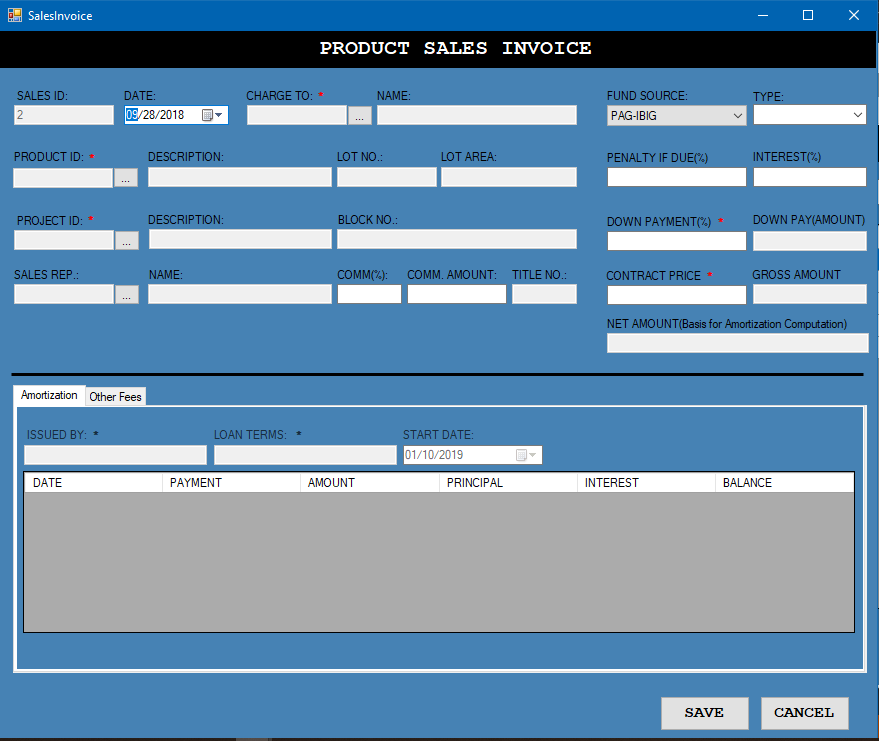 SalesInvoice
PRODUCT SALES INVOICE
SALES ID: DATE: CHARGE TO: * NAME: FUND SOURCE: TYPE:
2 09/28/2018 ... PAG-IBIG
PRODUCT ID: * DESCRIPTION: LOT NO.: LOT AREA: PENALTY IF DUE(%) INTEREST(%)
...
PROJECT ID: * DESCRIPTION: BLOCK NO.: DOWN PAYMENT(%) * DOWN PAY(AMOUNT)
...
SALES REP.: NAME: COMM(%): COMM. AMOUNT: TITLE NO.: CONTRACT PRICE * GROSS AMOUNT
...
NET AMOUNT(Basis for Amortization Computation)
Amortization Other Fees
ISSUED BY: * LOAN TERMS: * START DATE:
01/10/2019
DATE PAYMENT AMOUNT PRINCIPAL INTEREST BALANCE
SAVE CANCEL